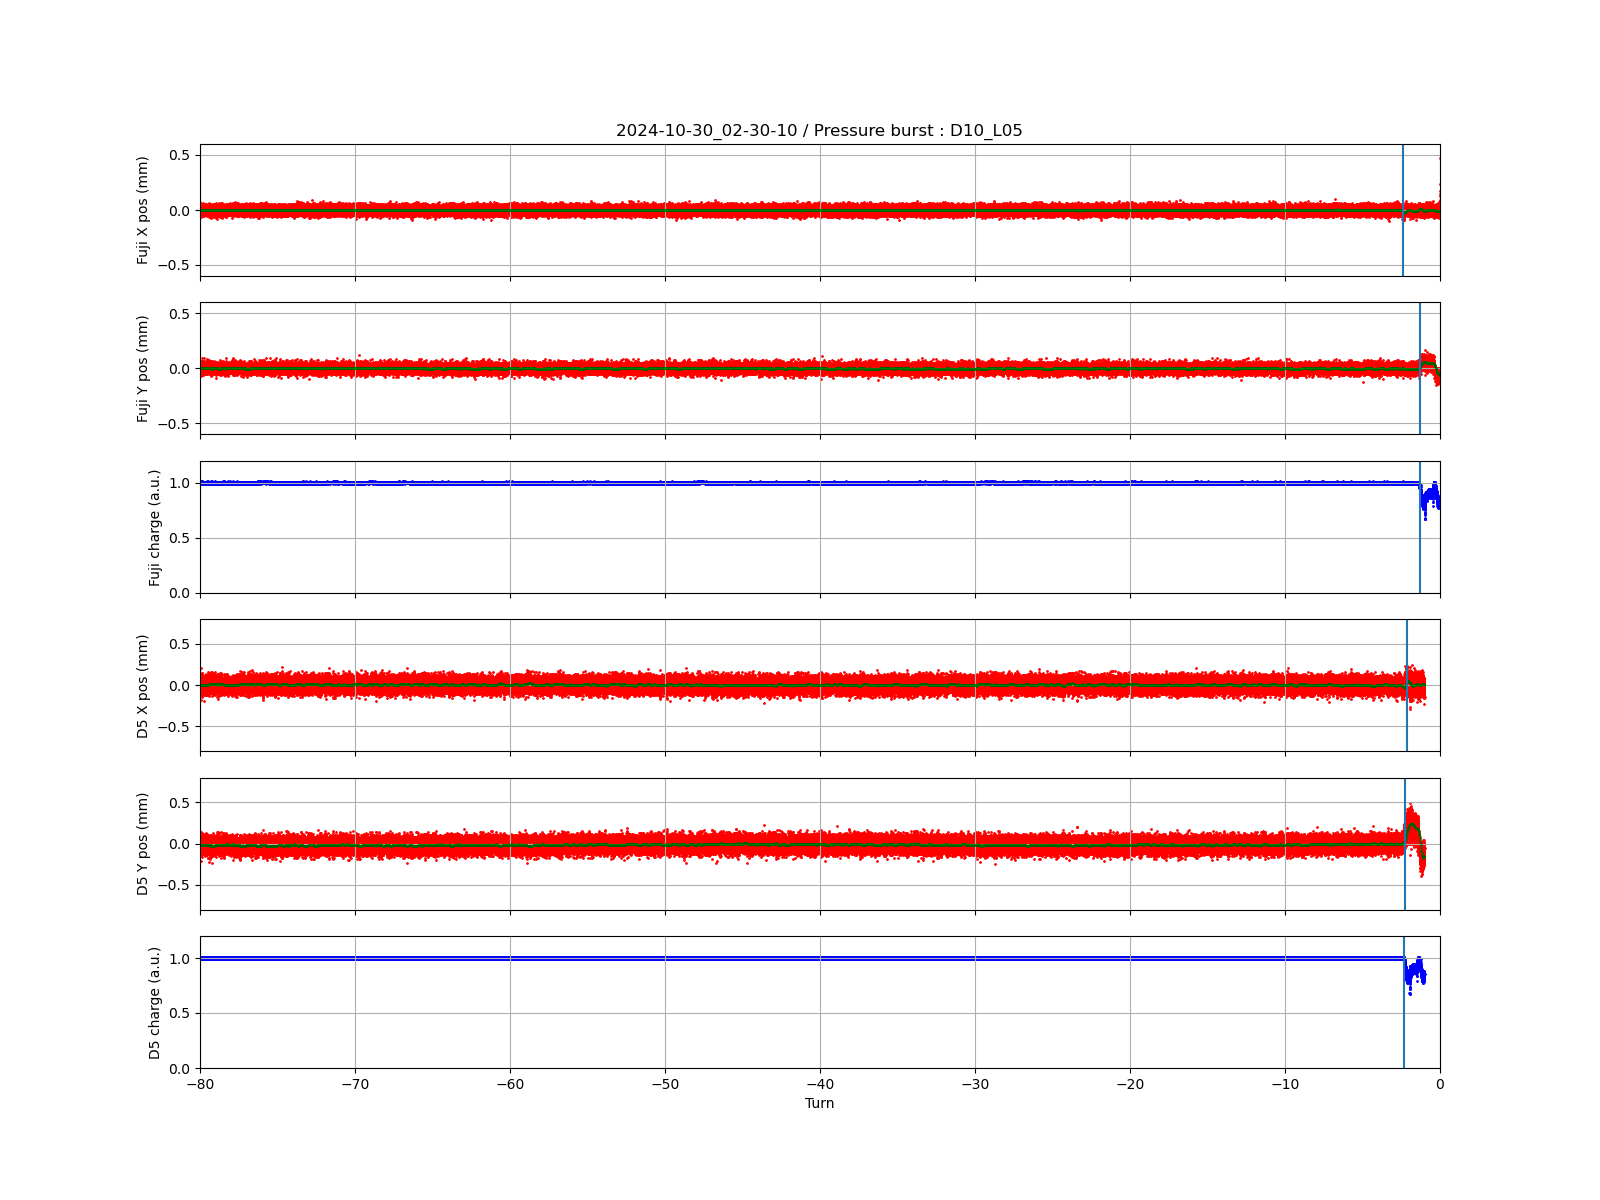 2024-10-30_02-30-10 / Pressure burst : D10_L05
Fuji X pos (mm)
0.5
0.0
−0.5
Fuji Y pos (mm)
0.5
0.0
−0.5
Fuji charge (a.u.)
1.0
0.5
0.0
D5 X pos (mm)
0.5
0.0
−0.5
D5 Y pos (mm)
0.5
0.0
−0.5
D5 charge (a.u.)
1.0
0.5
0.0
−80 −70 −60 −50 −40 −30 −20 −10 0
Turn